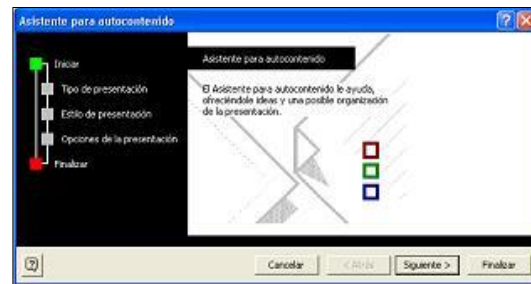 Asistente para autocontenido
Iniciar
Tipo de presentación
Estilo de presentación
Opciones de la presentación
Finalizar
Asistente para autocontenido
El Asistente para autocontenido le ayuda,
ofreciéndole ideas y una posible organización
de la presentación.
Cancelar
< Atrás
Siguiente >
Finalizar